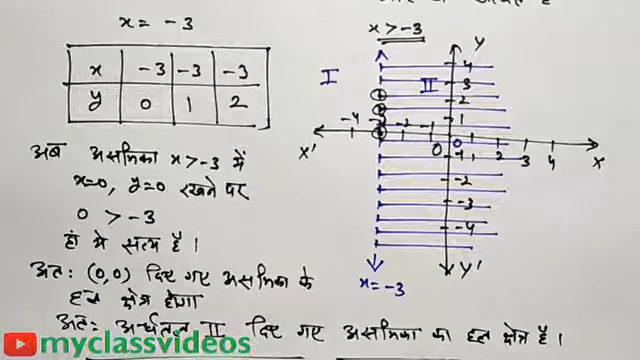 x = -3
x > -3
x -3 -3 -3
y 0 1 2
I II
Y
4
3
2
1
-4 -3 -2 -1 0 1 2 3 4
X' O X
-1
-2
-3
-4
Y'
x = -3
अब असमिका x > -3 में
x=0, y=0 रखने पर
0 > -3
हां ये सत्य है।
अतः (0,0) दिए गए असमिका के
हल क्षेत्र होगा
अतः अर्धतल II दिए गए असमिका का हल क्षेत्र है।
myclassvideos